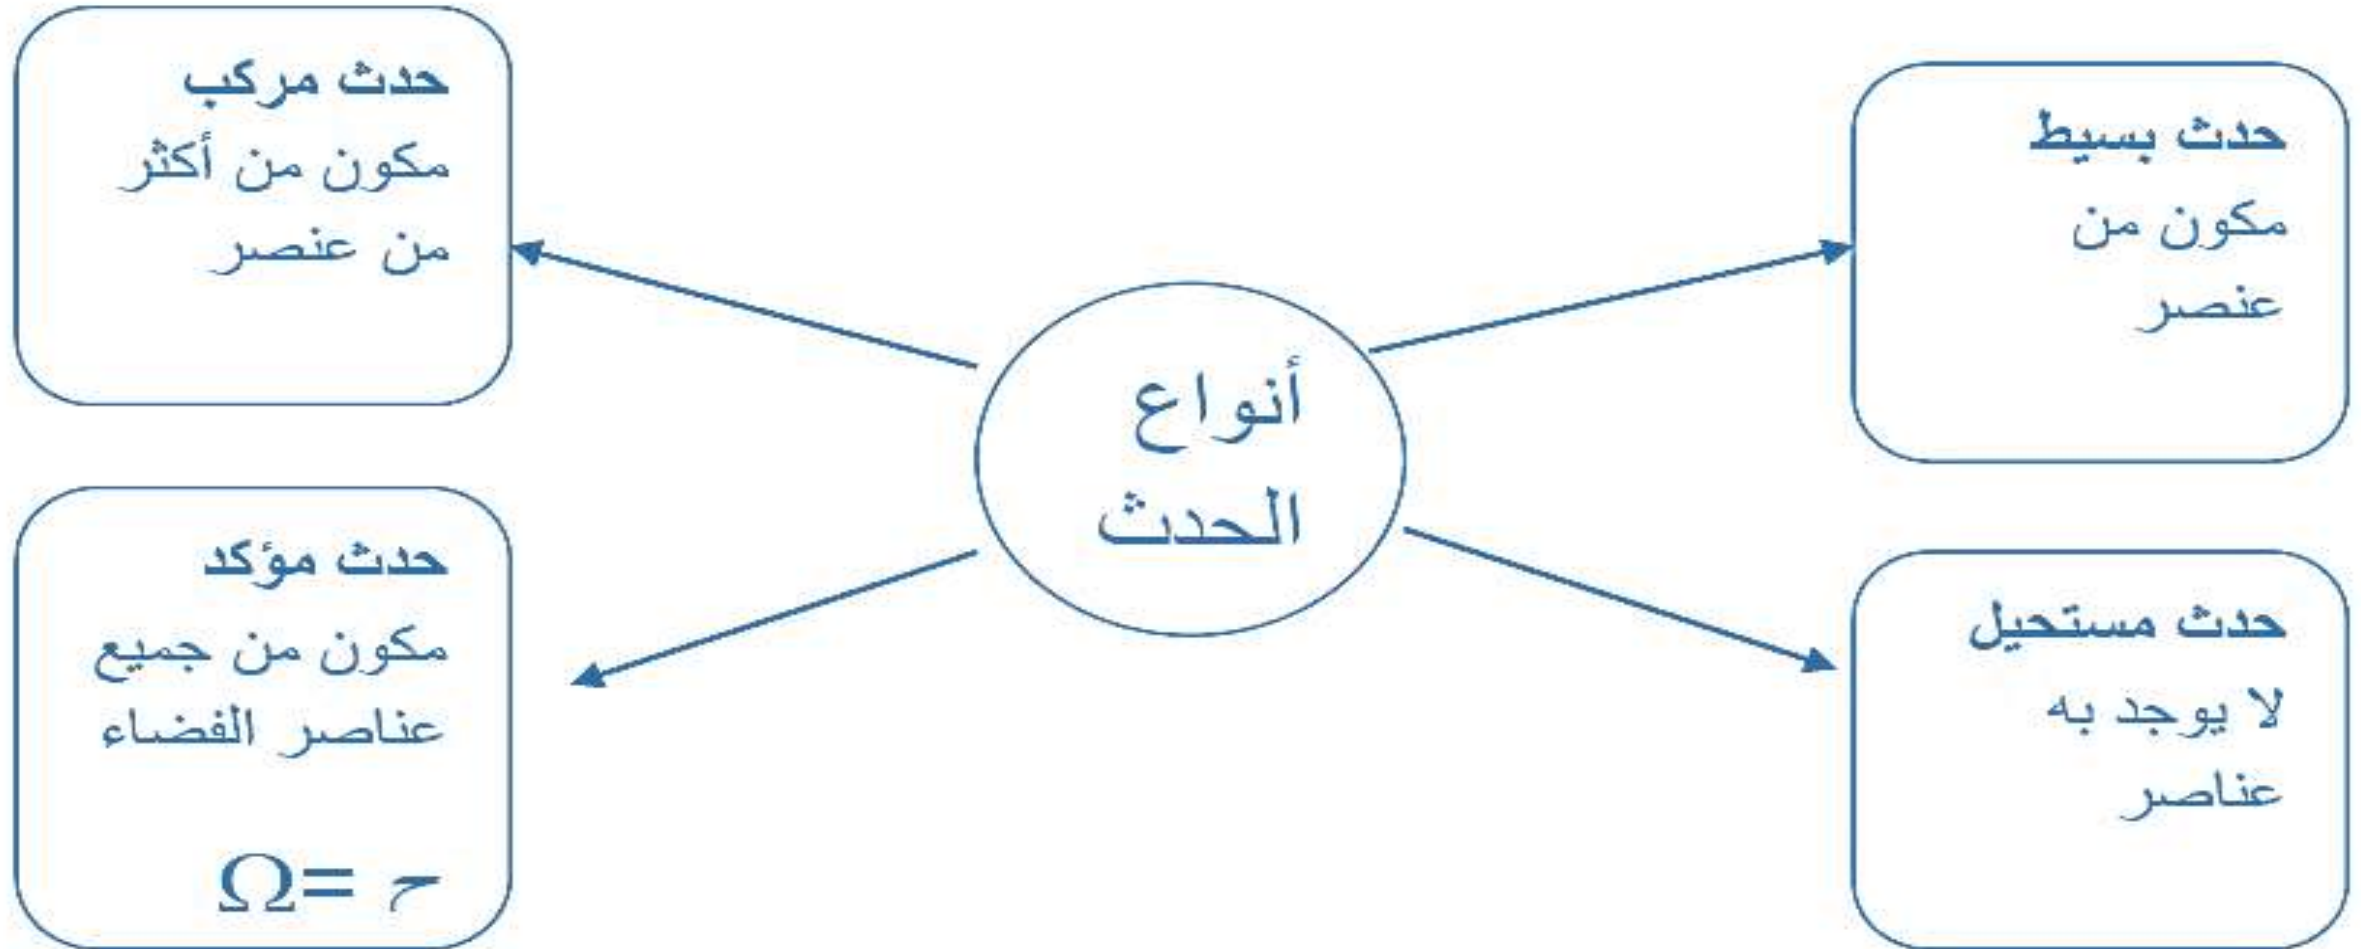 أنواع
الحدث
حدث بسيط
مكون من
عنصر
حدث مركب
مكون من أكثر
من عنصر
حدث مستحيل
لا يوجد به
عناصر
حدث مؤكد
مكون من جميع
عناصر الفضاء
ح =Ω